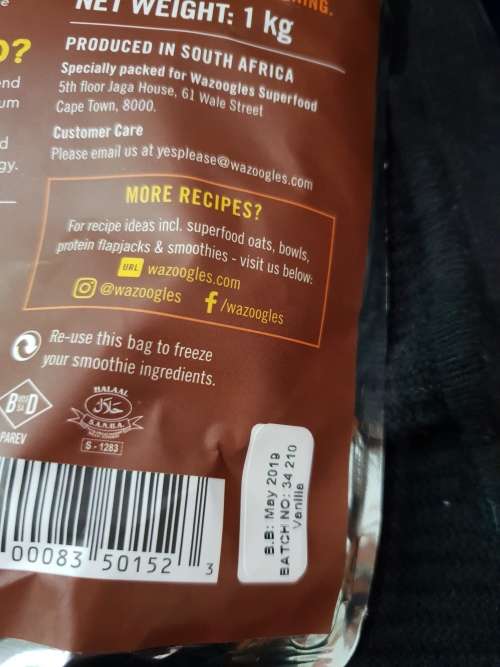 NET WEIGHT: 1 kg
PRODUCED IN SOUTH AFRICA
Specially packed for Wazoogles Superfood
5th floor Jaga House, 61 Wale Street
Cape Town, 8000.
Customer Care
Please email us at yesplease@wazoogles.com
MORE RECIPES?
For recipe ideas incl. superfood oats, bowls,
protein flapjacks & smoothies - visit us below:
URL wazoogles.com
@wazoogles f /wazoogles
Re-use this bag to freeze
your smoothie ingredients.
HALAAL
حلال
S.A.N.H.A.
S - 1283
PAREV
00083 50152 3
B.B: May 2019
BATCH NO: 34 210
Vanilla